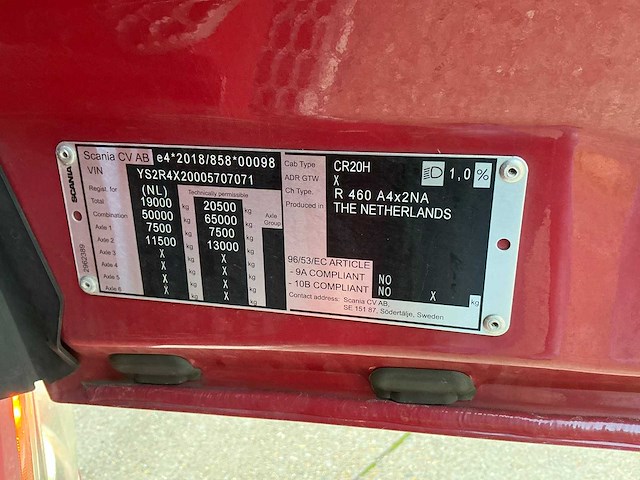 SCANIA
2962389
Scania CV AB e4*2018/858*00098
VIN YS2R4X20005707071
Regist. for (NL) Technically permissible
Total 19000 kg 20500 kg
Combination 50000 kg 65000 kg Axle Group
Axle 1 7500 kg 7500 kg
Axle 2 11500 kg 13000 kg
Axle 3 X kg X kg
Axle 4 X kg X kg
Axle 5 X kg X kg
Axle 6 X kg X kg
Cab Type CR20H 1,0 %
ADR GTW X
Ch. Type. R 460 A4x2NA
Produced in THE NETHERLANDS
96/53/EC ARTICLE
- 9A COMPLIANT NO
- 10B COMPLIANT NO X kg
Contact address: Scania CV AB,
SE 151 87, Södertälje, Sweden